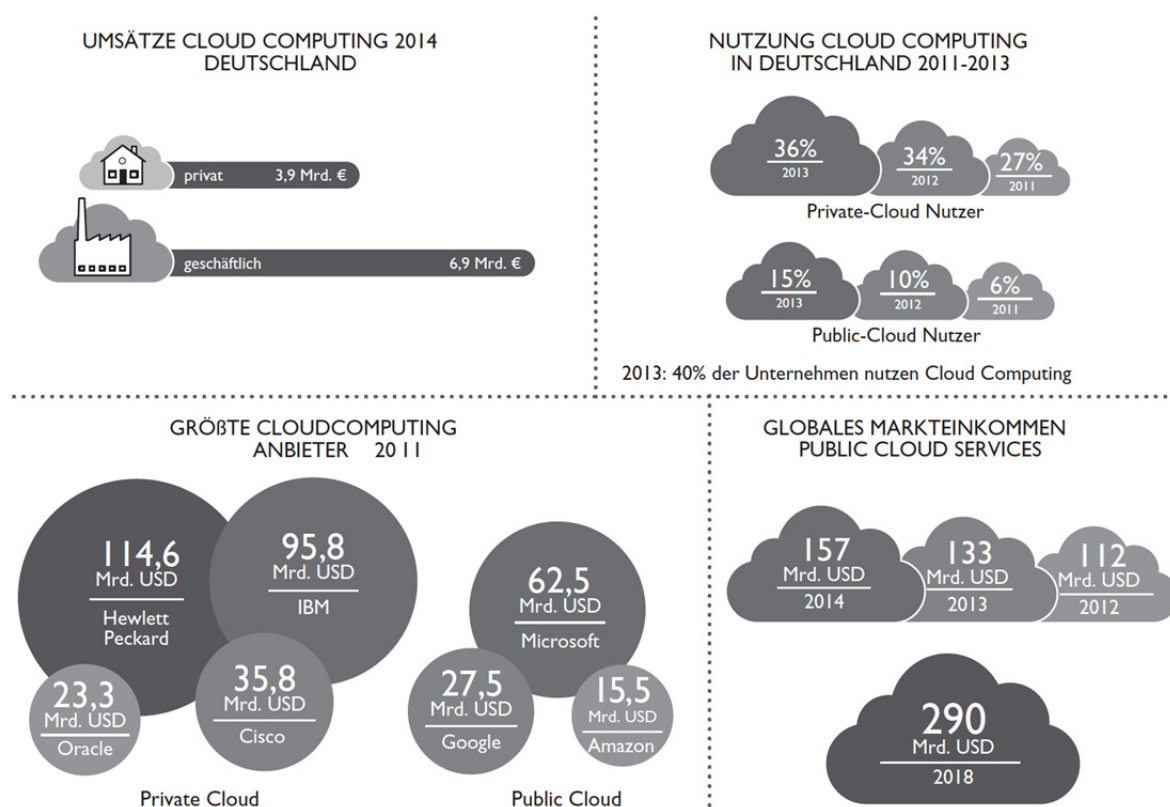 UMSÄTZE CLOUD COMPUTING 2014
DEUTSCHLAND
privat 3,9 Mrd. €
geschäftlich 6,9 Mrd. €
NUTZUNG CLOUD COMPUTING
IN DEUTSCHLAND 2011-2013
36% 34% 27%
2013 2012 2011
Private-Cloud Nutzer
15% 10% 6%
2013 2012 2011
Public-Cloud Nutzer
2013: 40% der Unternehmen nutzen Cloud Computing
GRÖßTE CLOUDCOMPUTING
ANBIETER 2011
114,6
Mrd. USD
Hewlett
Peckard
95,8
Mrd. USD
IBM
23,3
Mrd. USD
Oracle
35,8
Mrd. USD
Cisco
Private Cloud
62,5
Mrd. USD
Microsoft
27,5
Mrd. USD
Google
15,5
Mrd. USD
Amazon
Public Cloud
GLOBALES MARKTEINKOMMEN
PUBLIC CLOUD SERVICES
157
Mrd. USD
2014
133
Mrd. USD
2013
112
Mrd. USD
2012
290
Mrd. USD
2018